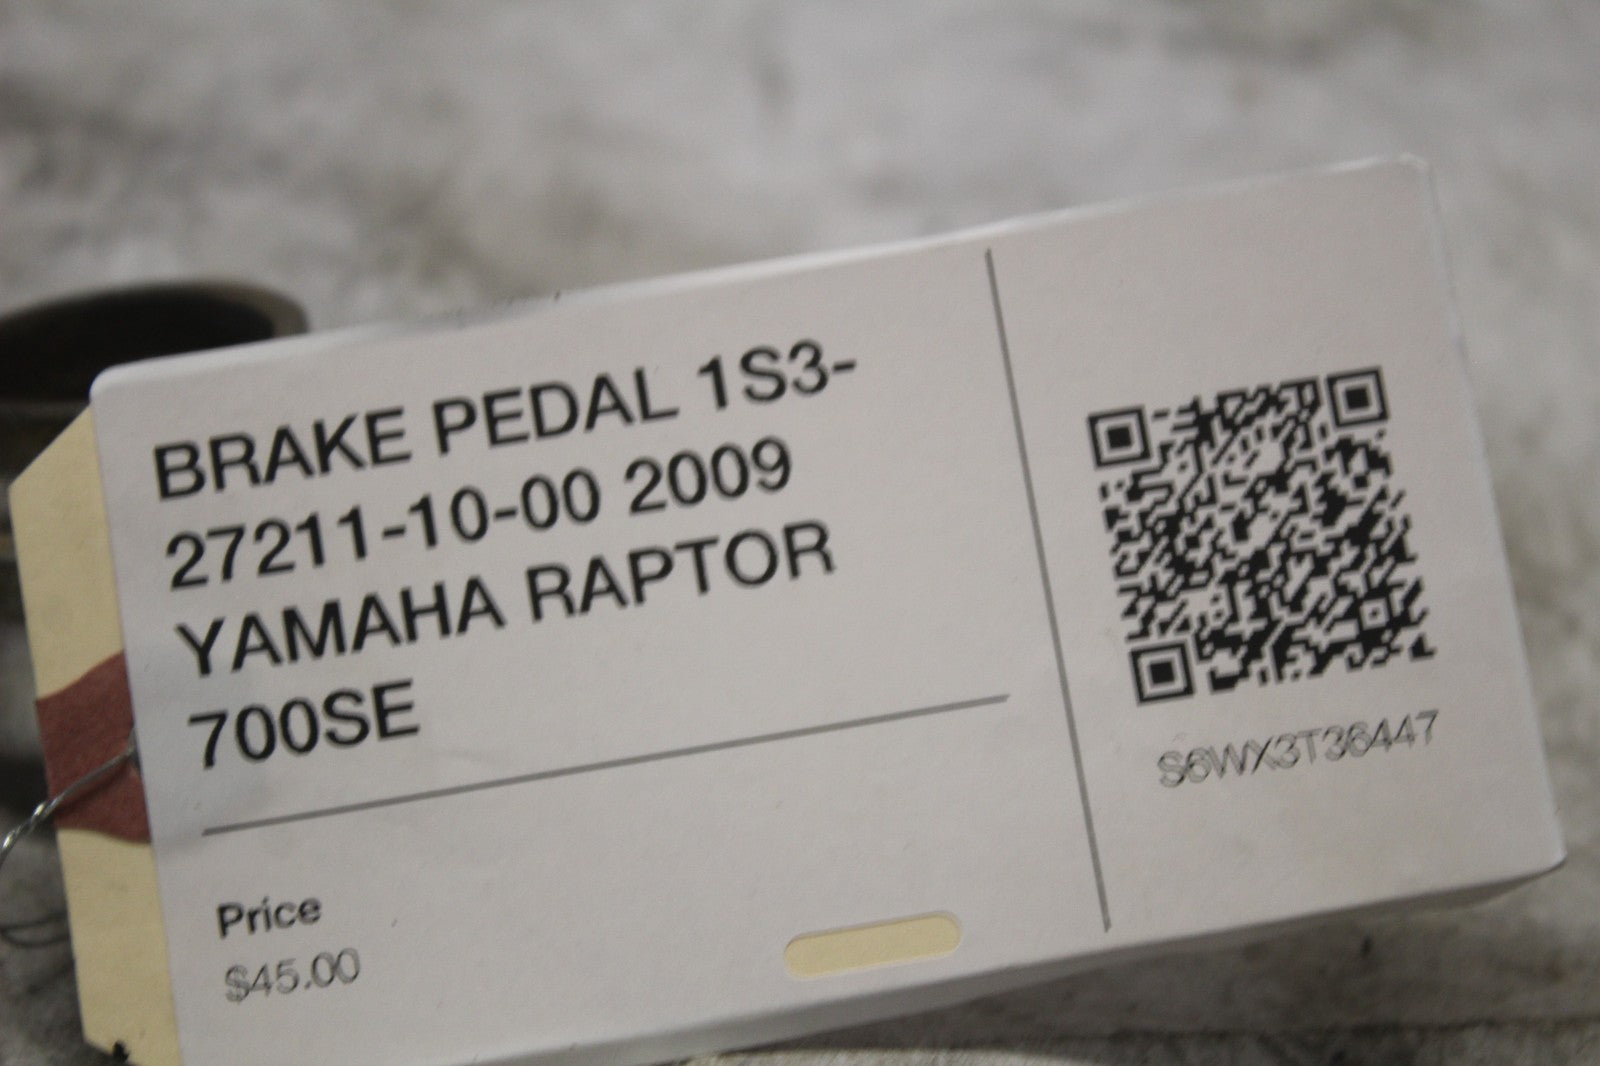 BRAKE PEDAL 1S3-
27211-10-00 2009
YAMAHA RAPTOR
700SE
Price
$45.00
S6WX3T36447